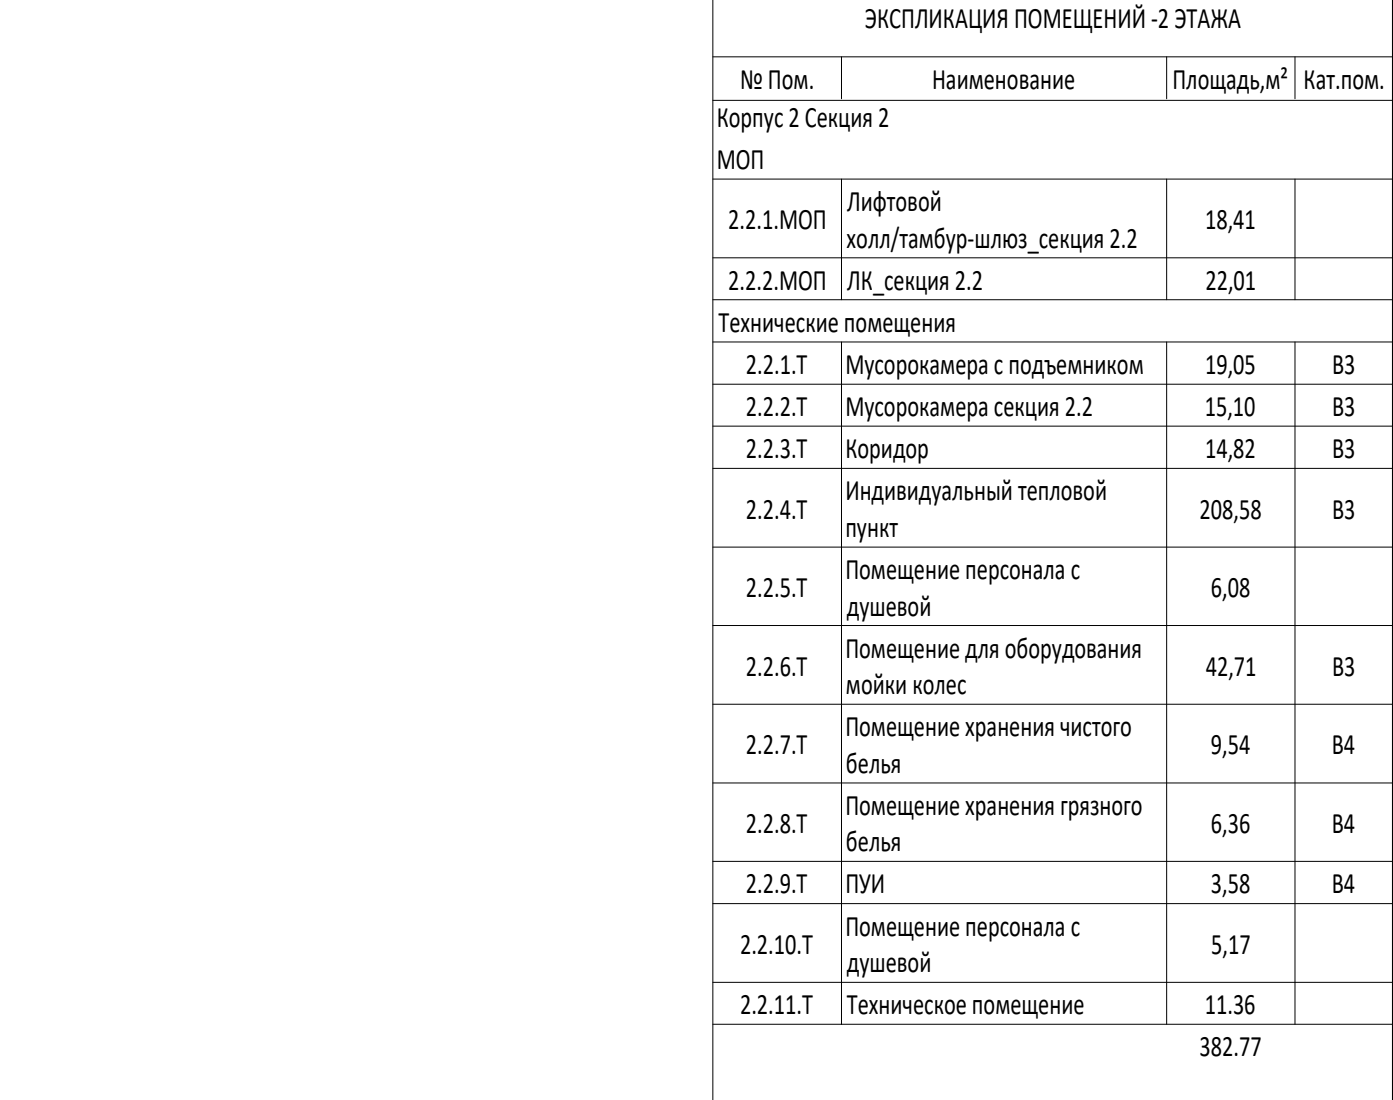 ЭКСПЛИКАЦИЯ ПОМЕЩЕНИЙ -2 ЭТАЖА
№ Пом. Наименование Площадь,м² Кат.пом.
Корпус 2 Секция 2
МОП
2.2.1.МОП Лифтовой
холл/тамбур-шлюз_секция 2.2 18,41
2.2.2.МОП ЛК_секция 2.2 22,01
Технические помещения
2.2.1.Т Мусорокамера с подъемником 19,05 В3
2.2.2.Т Мусорокамера секция 2.2 15,10 В3
2.2.3.Т Коридор 14,82 В3
2.2.4.Т Индивидуальный тепловой
пункт 208,58 В3
2.2.5.Т Помещение персонала с
душевой 6,08
2.2.6.Т Помещение для оборудования
мойки колес 42,71 В3
2.2.7.Т Помещение хранения чистого
белья 9,54 В4
2.2.8.Т Помещение хранения грязного
белья 6,36 В4
2.2.9.Т ПУИ 3,58 В4
2.2.10.Т Помещение персонала с
душевой 5,17
2.2.11.Т Техническое помещение 11.36
382.77